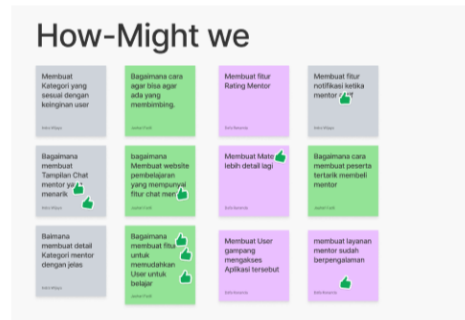 How-Might we
Membuat
Kategori yang
sesuai dengan
keinginan user
Bagaimana cara
agar bisa agar
ada yang
membimbing.
Membuat fitur
Rating Mentor
Membuat fitur
notifikasi ketika
mentor
Bagaimana
membuat
Tampilan Chat
mentor
menarik
bagaimana
Membuat website
pembelajaran
yang mempunyai
fitur chat
Membuat
lebih detail lagi
Bagaimana cara
membuat peserta
tertarik membeli
mentor
Baimana
membuat detail
Kategori mentor
dengan jelas
Bagaimana
membuat
untuk
memudahkan
User untuk
belajar
Membuat User
gampang
mengakses
Aplikasi tersebut
membuat layanan
mentor sudah
berpengalaman